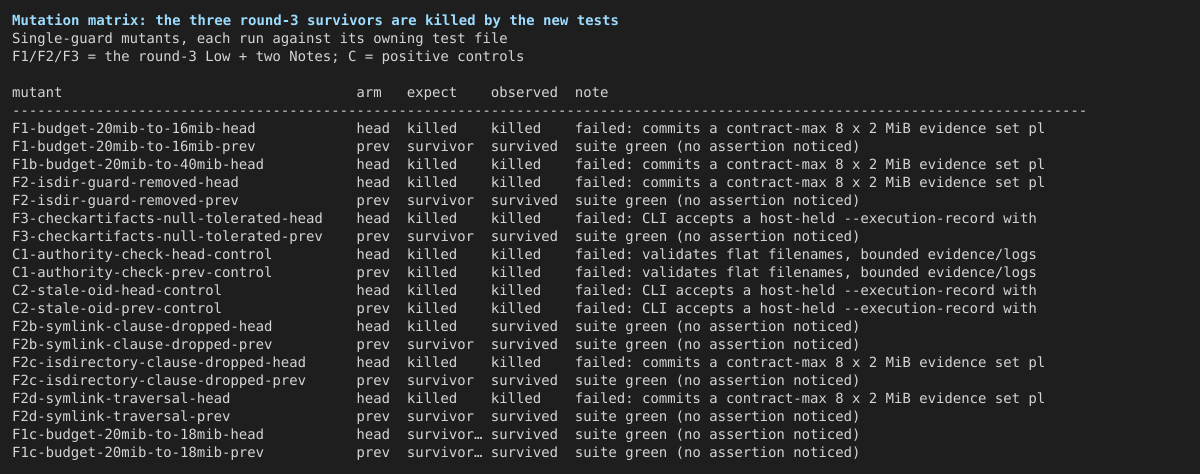 Mutation matrix: the three round-3 survivors are killed by the new tests
Single-guard mutants, each run against its owning test file
F1/F2/F3 = the round-3 Low + two Notes; C = positive controls
mutant arm expect observed note
--------------------------------------------------------------------------------------------------------------------------------
F1-budget-20mib-to-16mib-head head killed killed failed: commits a contract-max 8 x 2 MiB evidence set pl
F1-budget-20mib-to-16mib-prev prev survivor survived suite green (no assertion noticed)
F1b-budget-20mib-to-40mib-head head killed killed failed: commits a contract-max 8 x 2 MiB evidence set pl
F2-isdir-guard-removed-head head killed killed failed: commits a contract-max 8 x 2 MiB evidence set pl
F2-isdir-guard-removed-prev prev survivor survived suite green (no assertion noticed)
F3-checkartifacts-null-tolerated-head head killed killed failed: CLI accepts a host-held --execution-record with
F3-checkartifacts-null-tolerated-prev prev survivor survived suite green (no assertion noticed)
C1-authority-check-head-control head killed killed failed: validates flat filenames, bounded evidence/logs
C1-authority-check-prev-control prev killed killed failed: validates flat filenames, bounded evidence/logs
C2-stale-oid-head-control head killed killed failed: CLI accepts a host-held --execution-record with
C2-stale-oid-prev-control prev killed killed failed: CLI accepts a host-held --execution-record with
F2b-symlink-clause-dropped-head head killed survived suite green (no assertion noticed)
F2b-symlink-clause-dropped-prev prev survivor survived suite green (no assertion noticed)
F2c-isdirectory-clause-dropped-head head killed killed failed: commits a contract-max 8 x 2 MiB evidence set pl
F2c-isdirectory-clause-dropped-prev prev survivor survived suite green (no assertion noticed)
F2d-symlink-traversal-head head killed killed failed: commits a contract-max 8 x 2 MiB evidence set pl
F2d-symlink-traversal-prev prev survivor survived suite green (no assertion noticed)
F1c-budget-20mib-to-18mib-head head survivor… survived suite green (no assertion noticed)
F1c-budget-20mib-to-18mib-prev prev survivor… survived suite green (no assertion noticed)